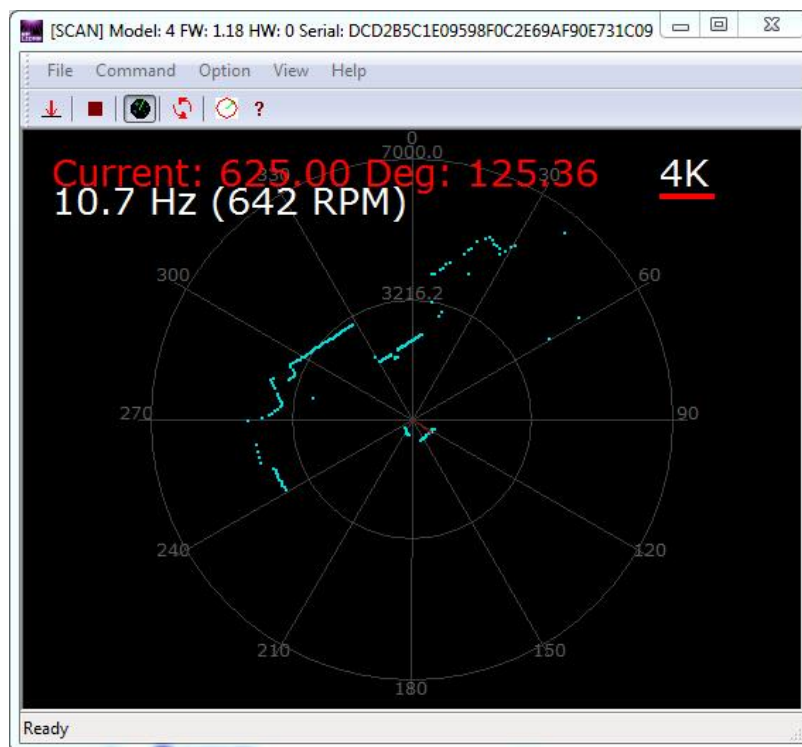 [SCAN] Model: 4 FW: 1.18 HW: 0 Serial: DCD2B5C1E09598F0C2E69AF90E731C09
File Command Option View Help
?
0
7000.0
Current: 625.00 Deg: 125.36
4K
330
30
10.7 Hz (642 RPM)
300
60
3216.2
270
90
240
120
210
150
180
Ready